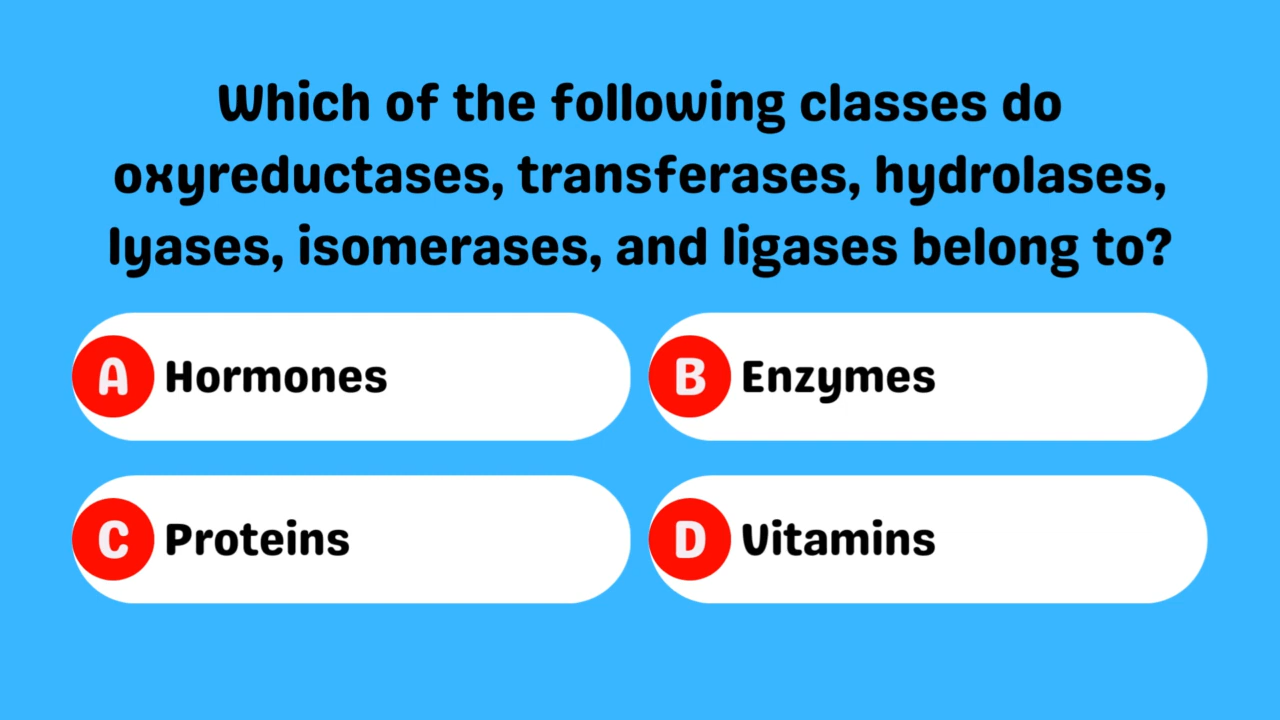 Which of the following classes do
oxyreductases, transferases, hydrolases,
lyases, isomerases, and ligases belong to?
A Hormones
B Enzymes
C Proteins
D Vitamins